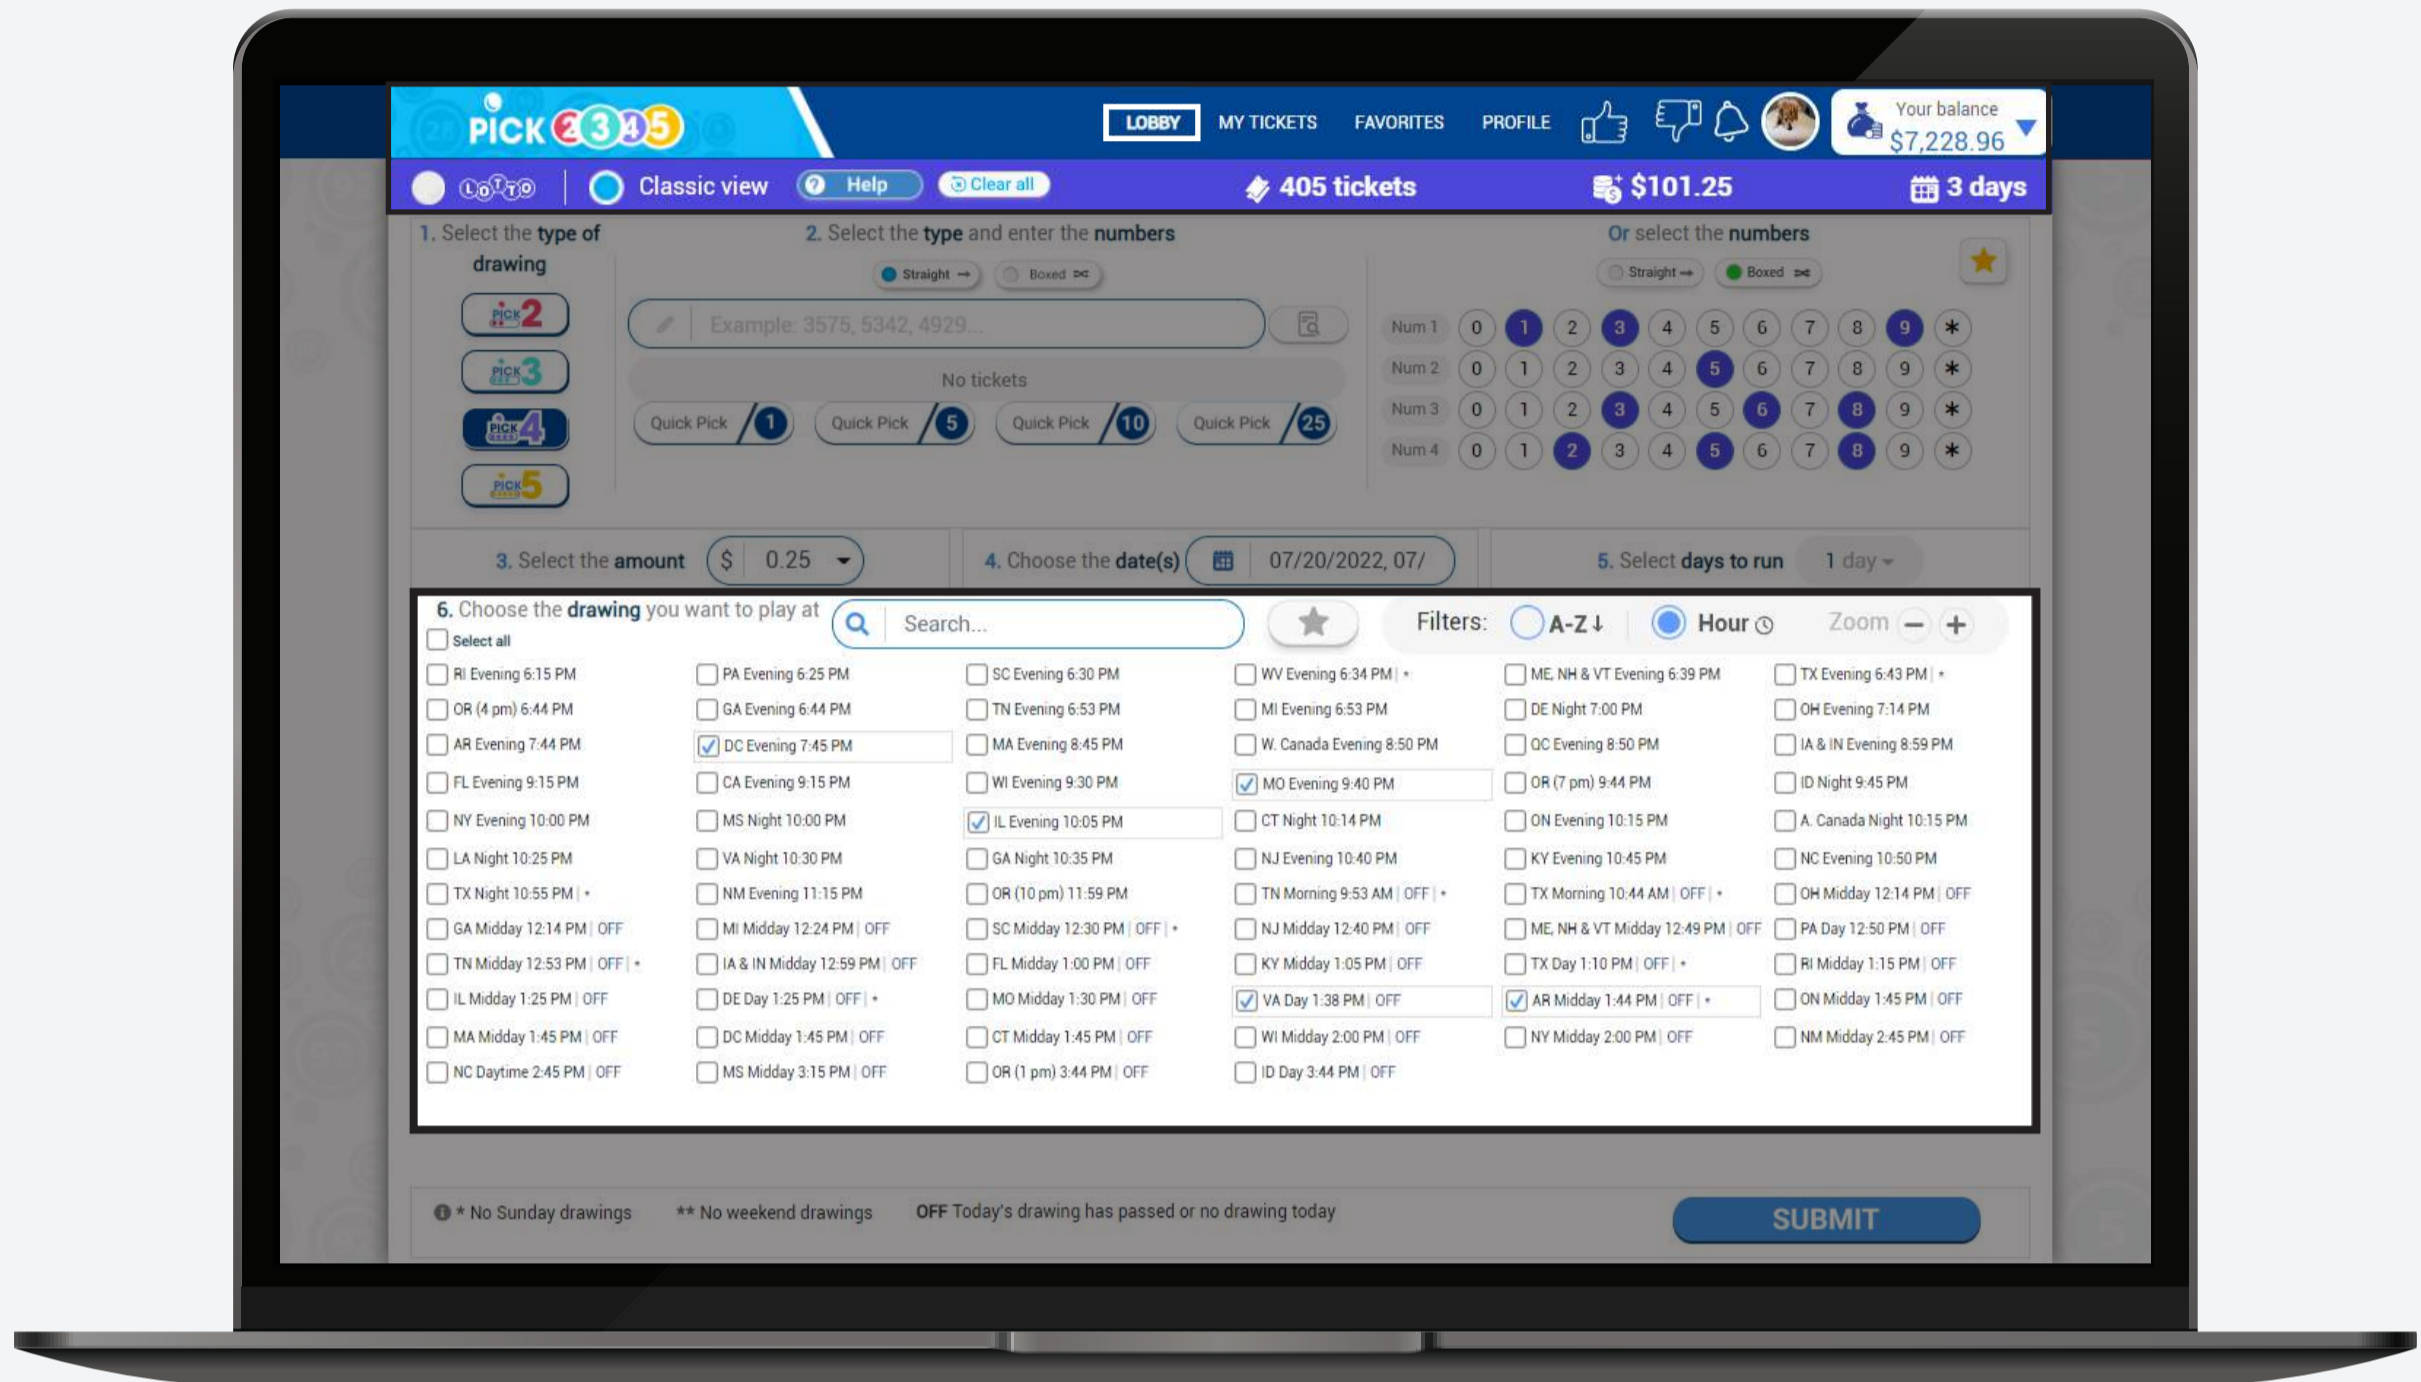 PICK 2345
LOBBY
MY TICKETS
FAVORITES
PROFILE
Your balance
$7,228.96
LOTTO
Classic view
? Help
Clear all
405 tickets
$101.25
3 days
1. Select the type of
drawing
PICK 2
PICK 3
PICK 4
PICK 5
2. Select the type and enter the numbers
Straight
Boxed
Example: 3575, 5342, 4929...
No tickets
Quick Pick / 1
Quick Pick / 5
Quick Pick / 10
Quick Pick / 25
Or select the numbers
Straight
Boxed
Num 1 0 1 2 3 4 5 6 7 8 9 *
Num 2 0 1 2 3 4 5 6 7 8 9 *
Num 3 0 1 2 3 4 5 6 7 8 9 *
Num 4 0 1 2 3 4 5 6 7 8 9 *
3. Select the amount $ 0.25
4. Choose the date(s) 07/20/2022, 07/
5. Select days to run 1 day
6. Choose the drawing you want to play at
Search...
Filters: A-Z Hour Zoom - +
Select all
RI Evening 6:15 PM
PA Evening 6:25 PM
SC Evening 6:30 PM
WV Evening 6:34 PM | *
ME, NH & VT Evening 6:39 PM
TX Evening 6:43 PM | *
OR (4 pm) 6:44 PM
GA Evening 6:44 PM
TN Evening 6:53 PM
MI Evening 6:53 PM
DE Night 7:00 PM
OH Evening 7:14 PM
AR Evening 7:44 PM
DC Evening 7:45 PM
MA Evening 8:45 PM
W. Canada Evening 8:50 PM
QC Evening 8:50 PM
IA & IN Evening 8:59 PM
FL Evening 9:15 PM
CA Evening 9:15 PM
WI Evening 9:30 PM
MO Evening 9:40 PM
OR (7 pm) 9:44 PM
ID Night 9:45 PM
NY Evening 10:00 PM
MS Night 10:00 PM
IL Evening 10:05 PM
CT Night 10:14 PM
ON Evening 10:15 PM
A. Canada Night 10:15 PM
LA Night 10:25 PM
VA Night 10:30 PM
GA Night 10:35 PM
NJ Evening 10:40 PM
KY Evening 10:45 PM
NC Evening 10:50 PM
TX Night 10:55 PM | *
NM Evening 11:15 PM
OR (10 pm) 11:59 PM
TN Morning 9:53 AM | OFF | *
TX Morning 10:44 AM | OFF | *
OH Midday 12:14 PM | OFF
GA Midday 12:14 PM | OFF
MI Midday 12:24 PM | OFF
SC Midday 12:30 PM | OFF | *
NJ Midday 12:40 PM | OFF
ME, NH & VT Midday 12:49 PM | OFF
PA Day 12:50 PM | OFF
TN Midday 12:53 PM | OFF | *
IA & IN Midday 12:59 PM | OFF
FL Midday 1:00 PM | OFF
KY Midday 1:05 PM | OFF
TX Day 1:10 PM | OFF | *
RI Midday 1:15 PM | OFF
IL Midday 1:25 PM | OFF
DE Day 1:25 PM | OFF | *
MO Midday 1:30 PM | OFF
VA Day 1:38 PM | OFF
AR Midday 1:44 PM | OFF | *
ON Midday 1:45 PM | OFF
MA Midday 1:45 PM | OFF
DC Midday 1:45 PM | OFF
CT Midday 1:45 PM | OFF
WI Midday 2:00 PM | OFF
NY Midday 2:00 PM | OFF
NM Midday 2:45 PM | OFF
NC Daytime 2:45 PM | OFF
MS Midday 3:15 PM | OFF
OR (1 pm) 3:44 PM | OFF
ID Day 3:44 PM | OFF
* No Sunday drawings
** No weekend drawings
OFF Today's drawing has passed or no drawing today
SUBMIT